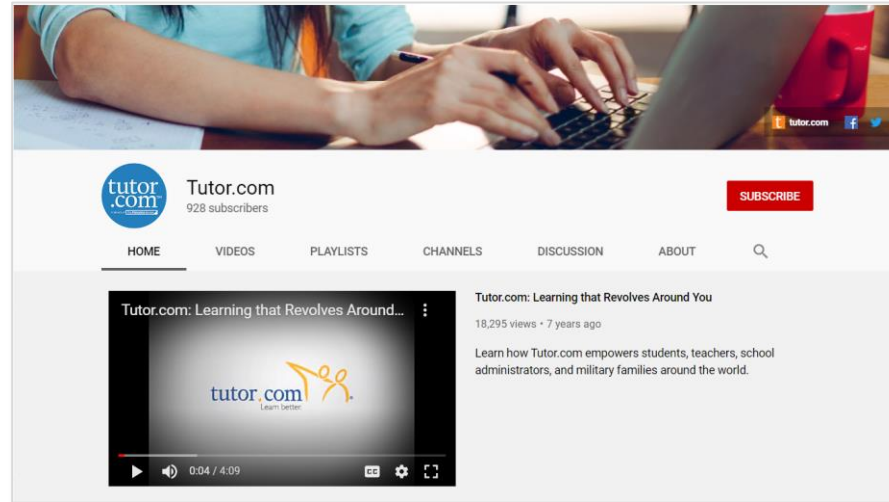 tutor.com
tutor
.com
Tutor.com
928 subscribers
SUBSCRIBE
HOME VIDEOS PLAYLISTS CHANNELS DISCUSSION ABOUT
Tutor.com: Learning that Revolves Around...
tutor.com
Learn better.
0:04 / 4:09
CC
Tutor.com: Learning that Revolves Around You
18,295 views • 7 years ago
Learn how Tutor.com empowers students, teachers, school
administrators, and military families around the world.